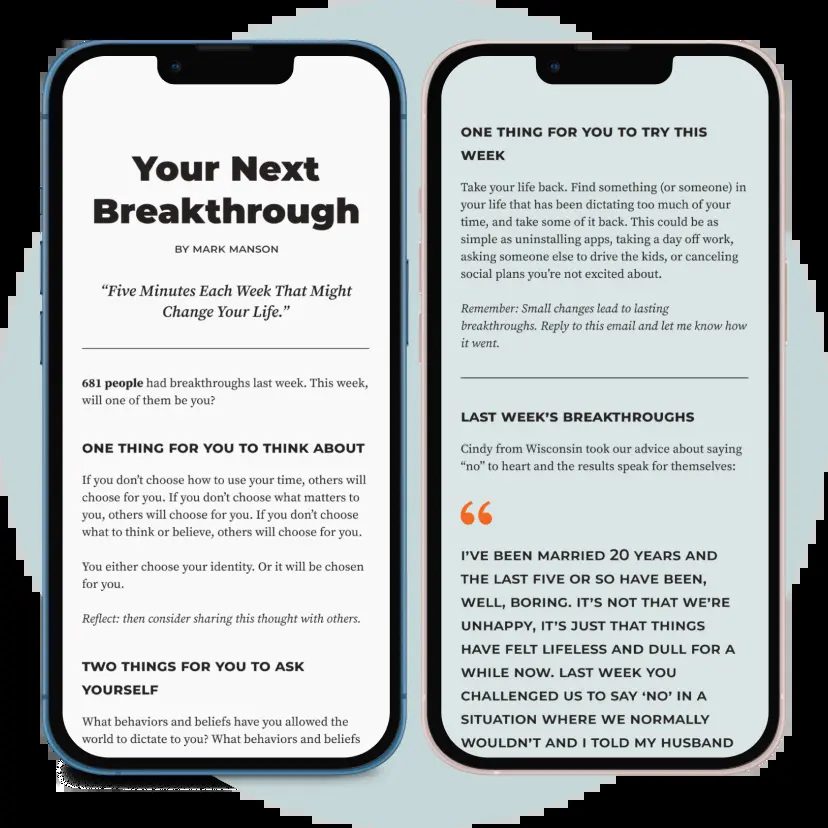 Your Next
Breakthrough
BY MARK MANSON
“Five Minutes Each Week That Might
Change Your Life.”
681 people had breakthroughs last week. This week,
will one of them be you?
ONE THING FOR YOU TO THINK ABOUT
If you don’t choose how to use your time, others will
choose for you. If you don’t choose what matters to
you, others will choose for you. If you don’t choose
what to think or believe, others will choose for you.
You either choose your identity. Or it will be chosen
for you.
Reflect: then consider sharing this thought with others.
TWO THINGS FOR YOU TO ASK
YOURSELF
What behaviors and beliefs have you allowed the
world to dictate to you? What behaviors and beliefs
ONE THING FOR YOU TO TRY THIS
WEEK
Take your life back. Find something (or someone) in
your life that has been dictating too much of your
time, and take some of it back. This could be as
simple as uninstalling apps, taking a day off work,
asking someone else to drive the kids, or canceling
social plans you’re not excited about.
Remember: Small changes lead to lasting
breakthroughs. Reply to this email and let me know how
it went.
LAST WEEK’S BREAKTHROUGHS
Cindy from Wisconsin took our advice about saying
“no” to heart and the results speak for themselves:
“
I’VE BEEN MARRIED 20 YEARS AND
THE LAST FIVE OR SO HAVE BEEN,
WELL, BORING. IT’S NOT THAT WE’RE
UNHAPPY, IT’S JUST THAT THINGS
HAVE FELT LIFELESS AND DULL FOR A
WHILE NOW. LAST WEEK YOU
CHALLENGED US TO SAY ‘NO’ IN A
SITUATION WHERE WE NORMALLY
WOULDN’T AND I TOLD MY HUSBAND